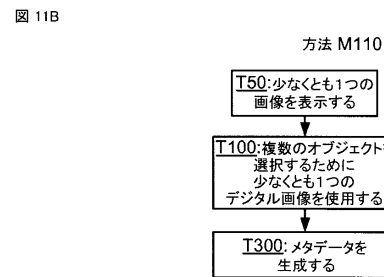 図 11B
方法 M110
T50:少なくとも1つの
画像を表示する
T100:複数のオブジェクト
選択するために
少なくとも1つの
デジタル画像を使用する
T300:メタデータを
生成する